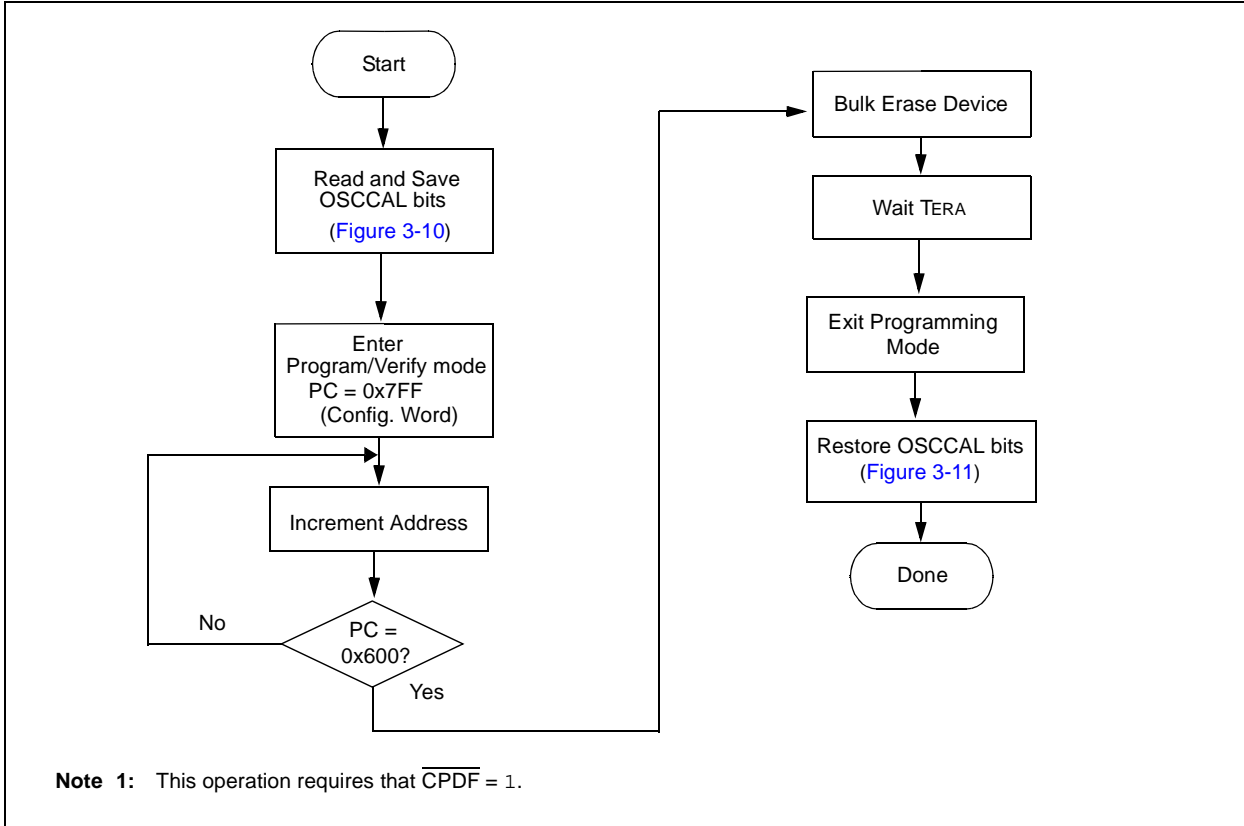 Start
Read and Save
OSCCAL bits
(Figure 3-10)
Enter
Program/Verify mode
PC = 0x7FF
(Config. Word)
Increment Address
No
PC =
0x600?
Yes
Bulk Erase Device
Wait TERA
Exit Programming
Mode
Restore OSCCAL bits
(Figure 3-11)
Done
Note 1: This operation requires that C̅P̅D̅F̅ = 1.